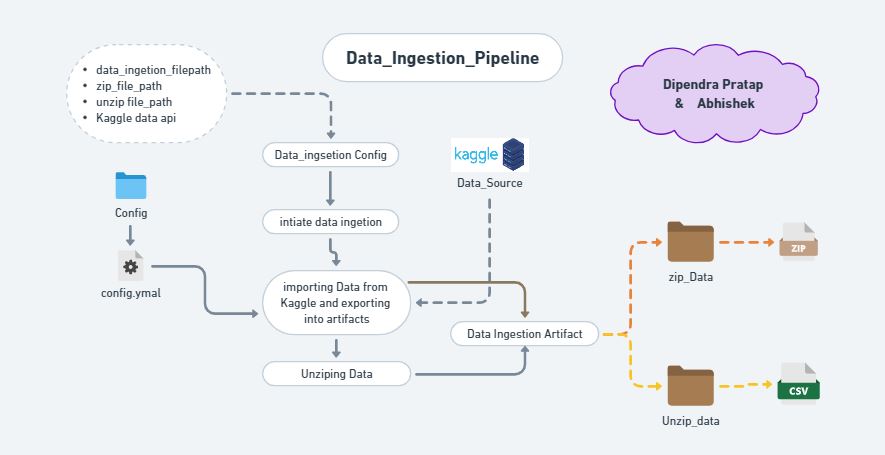 Data_Ingestion_Pipeline
• data_ingetion_filepath
• zip_file_path
• unzip file_path
• Kaggle data api
Dipendra Pratap
& Abhishek
Data_ingsetion Config
kaggle
Data_Source
Config
intiate data ingetion
config.ymal
importing Data from
Kaggle and exporting
into artifacts
Data Ingestion Artifact
Unziping Data
zip_Data
ZIP
Unzip_data
CSV